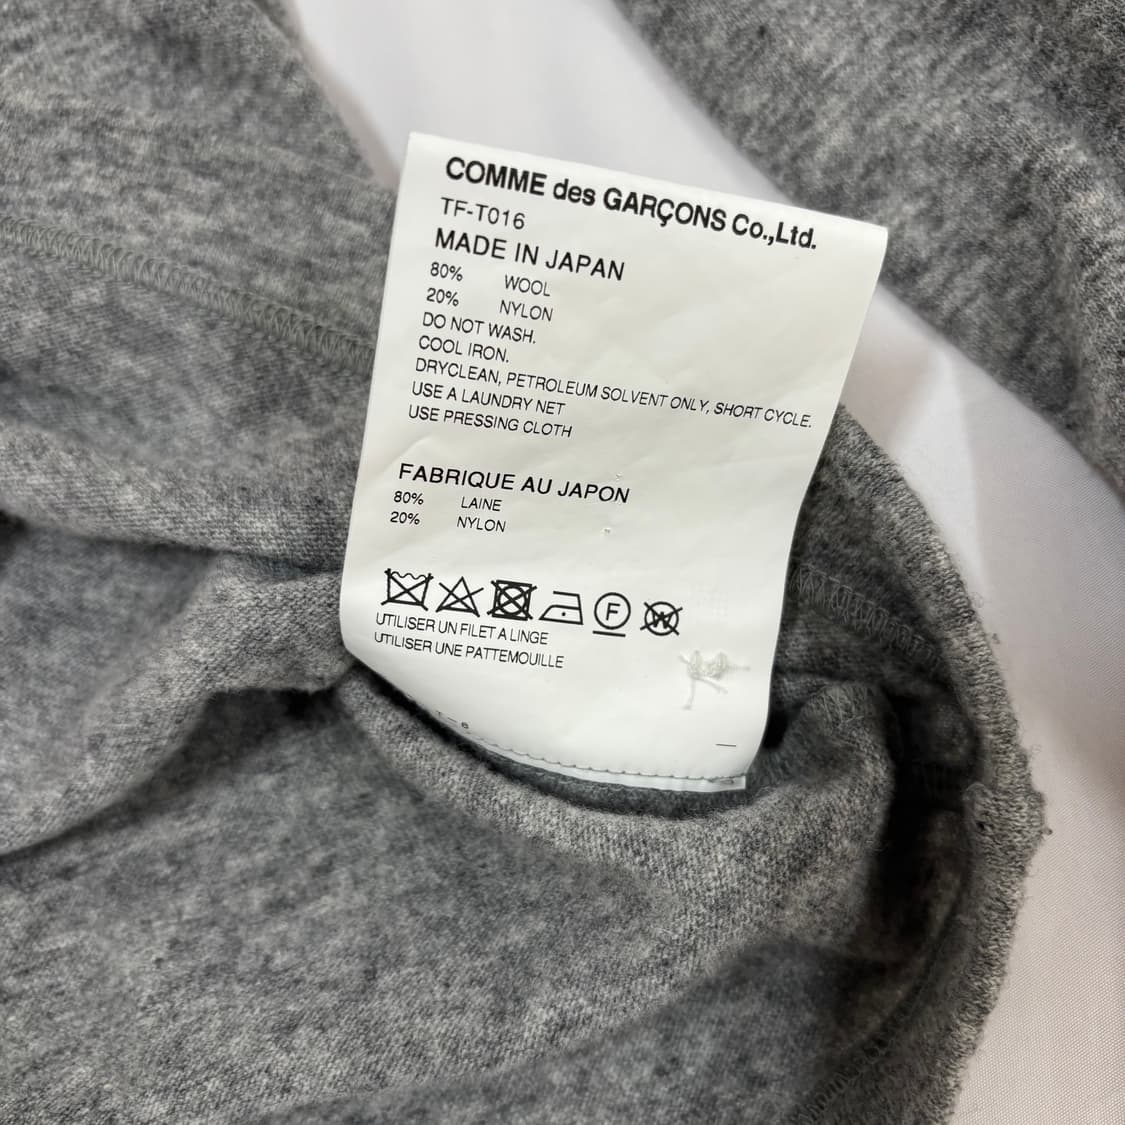 COMME des GARÇONS Co.,Ltd.
TF-T016
MADE IN JAPAN
80% WOOL
20% NYLON
DO NOT WASH.
COOL IRON.
DRYCLEAN, PETROLEUM SOLVENT ONLY, SHORT CYCLE.
USE A LAUNDRY NET
USE PRESSING CLOTH
FABRIQUE AU JAPON
80% LAINE
20% NYLON
F
W
UTILISER UN FILET A LINGE
UTILISER UNE PATTEMOUILLE